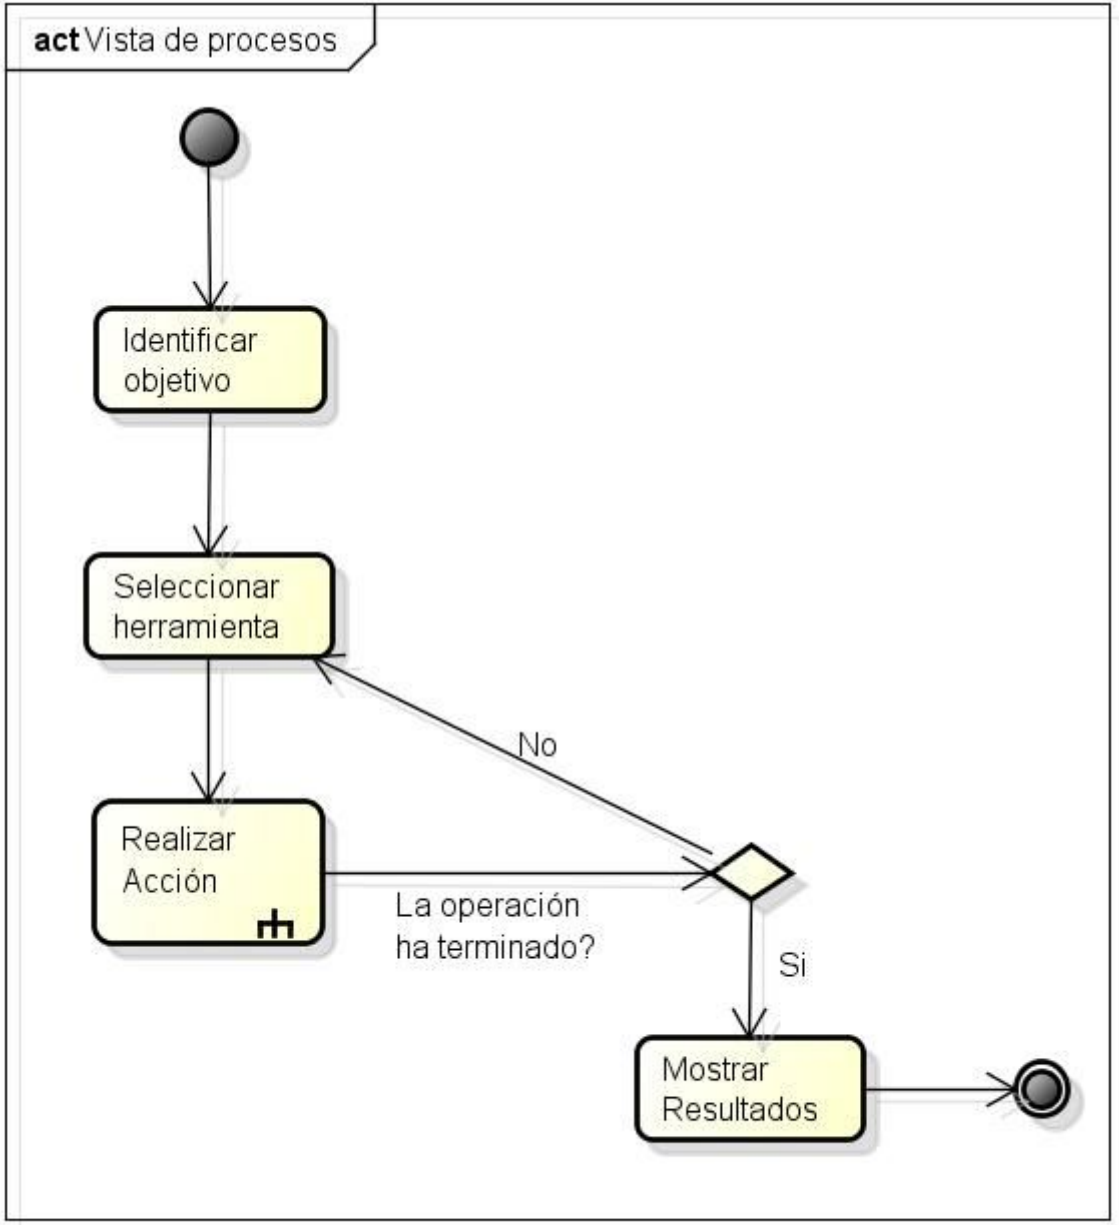 act Vista de procesos
Identificar
objetivo
Seleccionar
herramienta
No
Realizar
Acción
La operación
ha terminado?
Si
Mostrar
Resultados